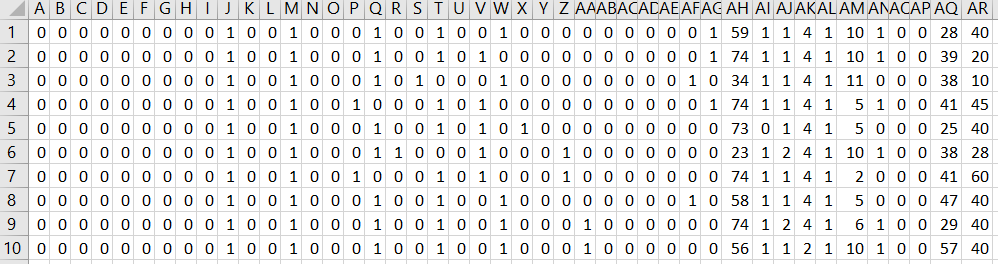 A B C D E F G H I J K L M N O P Q R S T U V W X Y Z AA AB AC AD AE AF AG AH AI AJ AK AL AM AN AO AP AQ AR
1 0 0 0 0 0 0 0 0 0 1 0 0 1 0 0 0 1 0 0 1 0 0 1 0 0 0 0 0 0 0 0 0 1 59 1 1 4 1 10 1 0 0 28 40
2 0 0 0 0 0 0 0 0 0 1 0 0 1 0 0 0 1 0 0 1 0 1 0 0 0 0 0 0 0 0 0 0 1 74 1 1 4 1 10 1 0 0 39 20
3 0 0 0 0 0 0 0 0 0 1 0 0 1 0 0 0 1 0 1 0 0 0 1 0 0 0 0 0 0 0 0 1 0 34 1 1 4 1 11 0 0 0 38 10
4 0 0 0 0 0 0 0 0 0 1 0 0 1 0 0 1 0 0 0 1 0 1 0 0 0 0 0 0 0 0 0 0 1 74 1 1 4 1 5 1 0 0 41 45
5 0 0 0 0 0 0 0 0 0 1 0 0 1 0 0 0 1 0 0 1 0 1 0 1 0 0 0 0 0 0 0 0 0 73 0 1 4 1 5 0 0 0 25 40
6 0 0 0 0 0 0 0 0 0 1 0 0 1 0 0 0 1 1 0 0 0 1 0 0 0 1 0 0 0 0 0 0 0 23 1 2 4 1 10 1 0 0 38 28
7 0 0 0 0 0 0 0 0 0 1 0 0 1 0 0 1 0 0 0 1 0 1 0 0 0 1 0 0 0 0 0 0 0 74 1 1 4 1 2 0 0 0 41 60
8 0 0 0 0 0 0 0 0 0 1 0 0 1 0 0 0 1 0 0 1 0 0 1 0 0 0 0 0 0 0 0 1 0 58 1 1 4 1 5 0 0 0 47 40
9 0 0 0 0 0 0 0 0 0 1 0 0 1 0 0 0 1 0 0 1 0 0 1 0 0 0 1 0 0 0 0 0 0 74 1 2 4 1 6 1 0 0 29 40
10 0 0 0 0 0 0 0 0 0 1 0 0 1 0 0 0 1 0 0 1 0 0 1 0 0 0 1 0 0 0 0 0 0 56 1 1 2 1 10 1 0 0 57 40